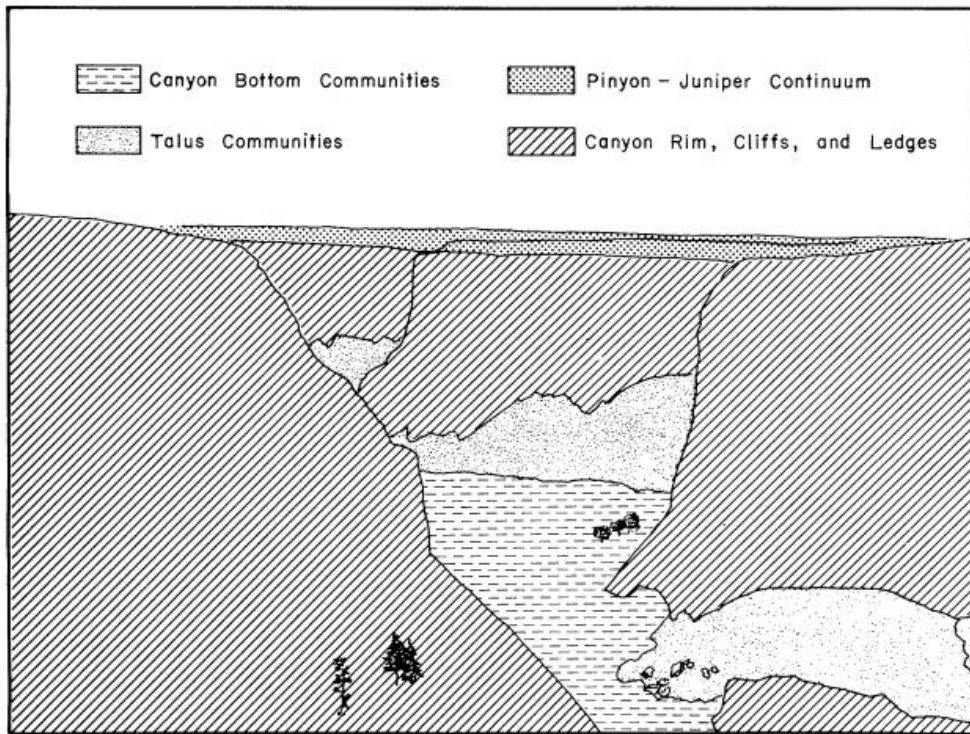 Canyon Bottom Communities
Pinyon - Juniper Continuum
Talus Communities
Canyon Rim, Cliffs, and Ledges